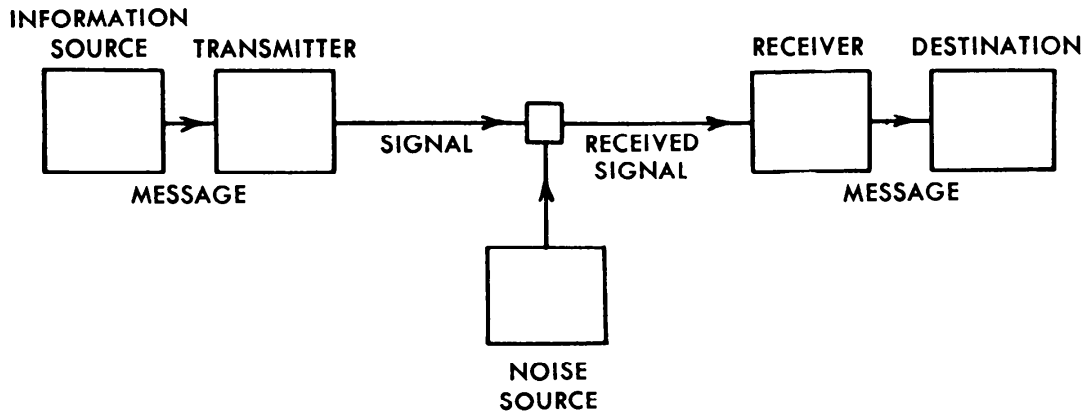 INFORMATION
SOURCE
TRANSMITTER
RECEIVER
DESTINATION
SIGNAL
RECEIVED
SIGNAL
MESSAGE
MESSAGE
NOISE
SOURCE